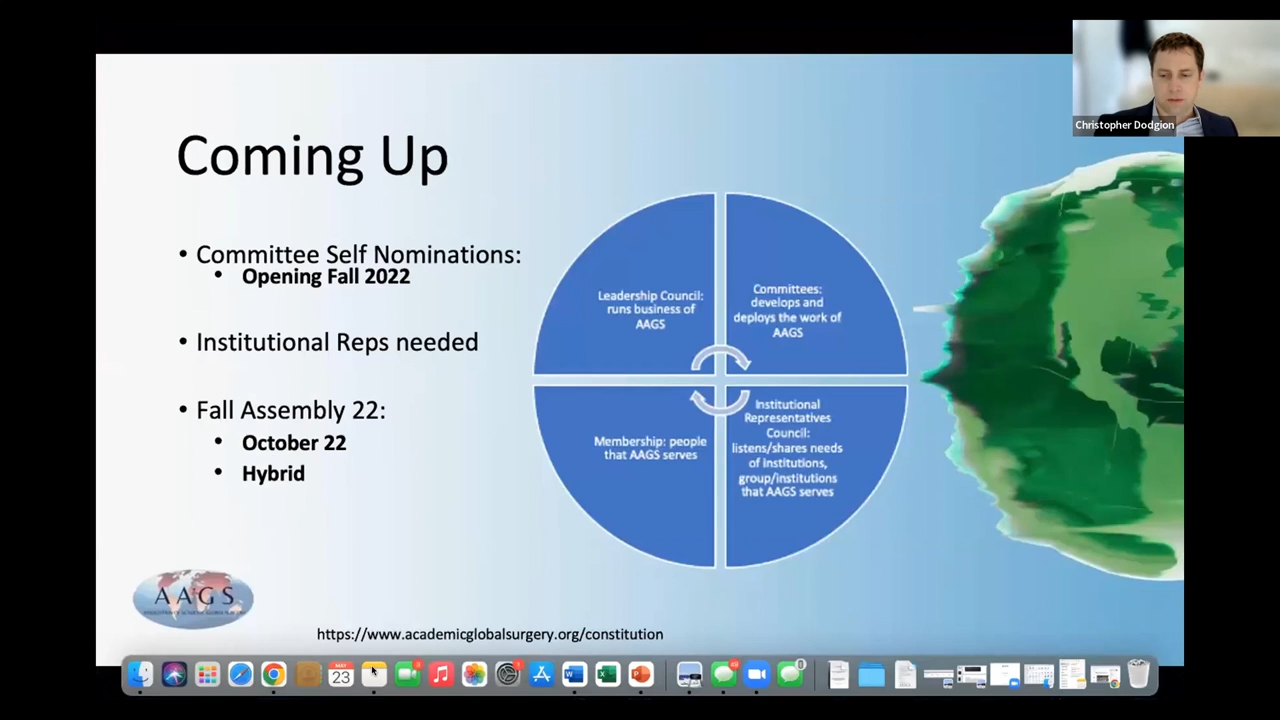 Christopher Dodgion
Coming Up
• Committee Self Nominations:
• Opening Fall 2022
• Institutional Reps needed
• Fall Assembly 22:
• October 22
• Hybrid
Leadership Council:
runs business of
AAGS
Committees:
develops and
deploys the work of
AAGS
Membership: people
that AAGS serves
Institutional
Representatives
Council:
listens/shares needs
of institutions,
group/institutions
that AAGS serves
AAGS
https://www.academicglobalsurgery.org/constitution
MAY
23